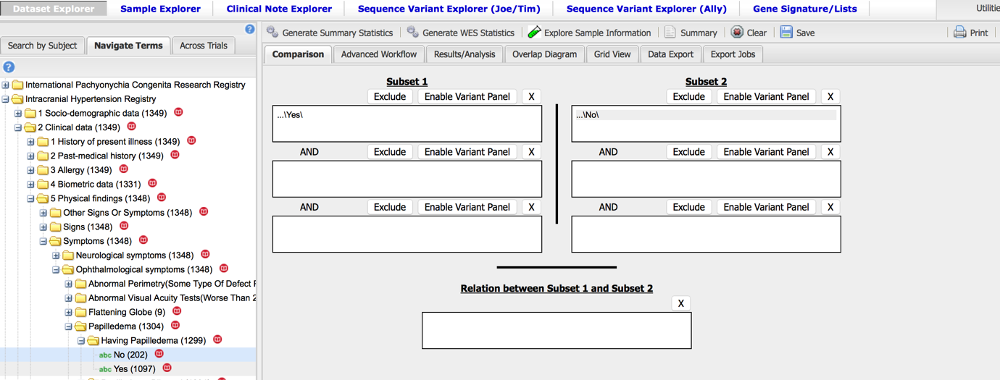 Dataset Explorer Sample Explorer Clinical Note Explorer Sequence Variant Explorer (Joe/Tim) Sequence Variant Explorer (Ally) Gene Signature/Lists Utilitie
Generate Summary Statistics Generate WES Statistics Explore Sample Information Summary Clear Save Print
Search by Subject Navigate Terms Across Trials
Comparison Advanced Workflow Results/Analysis Overlap Diagram Grid View Data Export Export Jobs
International Pachyonychia Congenita Research Registry
Intracranial Hypertension Registry
1 Socio-demographic data (1349)
2 Clinical data (1349)
1 History of present illness (1349)
2 Past-medical history (1349)
3 Allergy (1349)
4 Biometric data (1331)
5 Physical findings (1348)
Other Signs Or Symptoms (1348)
Signs (1348)
Symptoms (1348)
Neurological symptoms (1348)
Ophthalmological symptoms (1348)
Abnormal Perimetry(Some Type Of Defect
Abnormal Visual Acuity Tests(Worse Than 2
Flattening Globe (9)
Papilledema (1304)
Having Papilledema (1299)
abc No (202)
abc Yes (1097)
Subset 1
Exclude Enable Variant Panel X
...\Yes\
AND Exclude Enable Variant Panel X
AND Exclude Enable Variant Panel X
Subset 2
Exclude Enable Variant Panel X
...\No\
AND Exclude Enable Variant Panel X
AND Exclude Enable Variant Panel X
Relation between Subset 1 and Subset 2
X